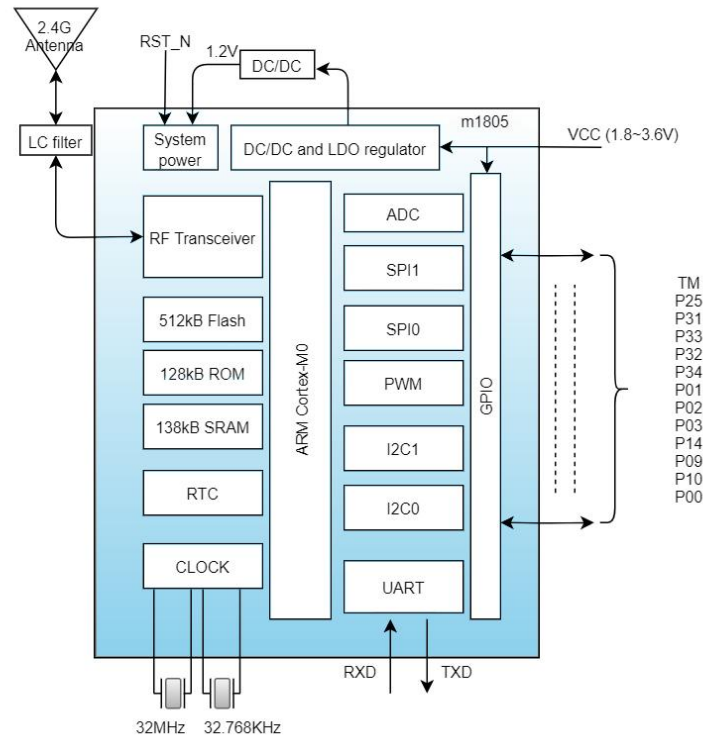 2.4G
Antenna
RST_N
1.2V
DC/DC
m1805
LC filter
System
power
DC/DC and LDO regulator
VCC (1.8~3.6V)
RF Transceiver
ARM Cortex-M0
ADC
GPIO
SPI1
512kB Flash
SPI0
128kB ROM
PWM
138kB SRAM
I2C1
RTC
I2C0
CLOCK
UART
TM
P25
P31
P33
P32
P34
P01
P02
P03
P14
P09
P10
P00
RXD
TXD
32MHz
32.768KHz